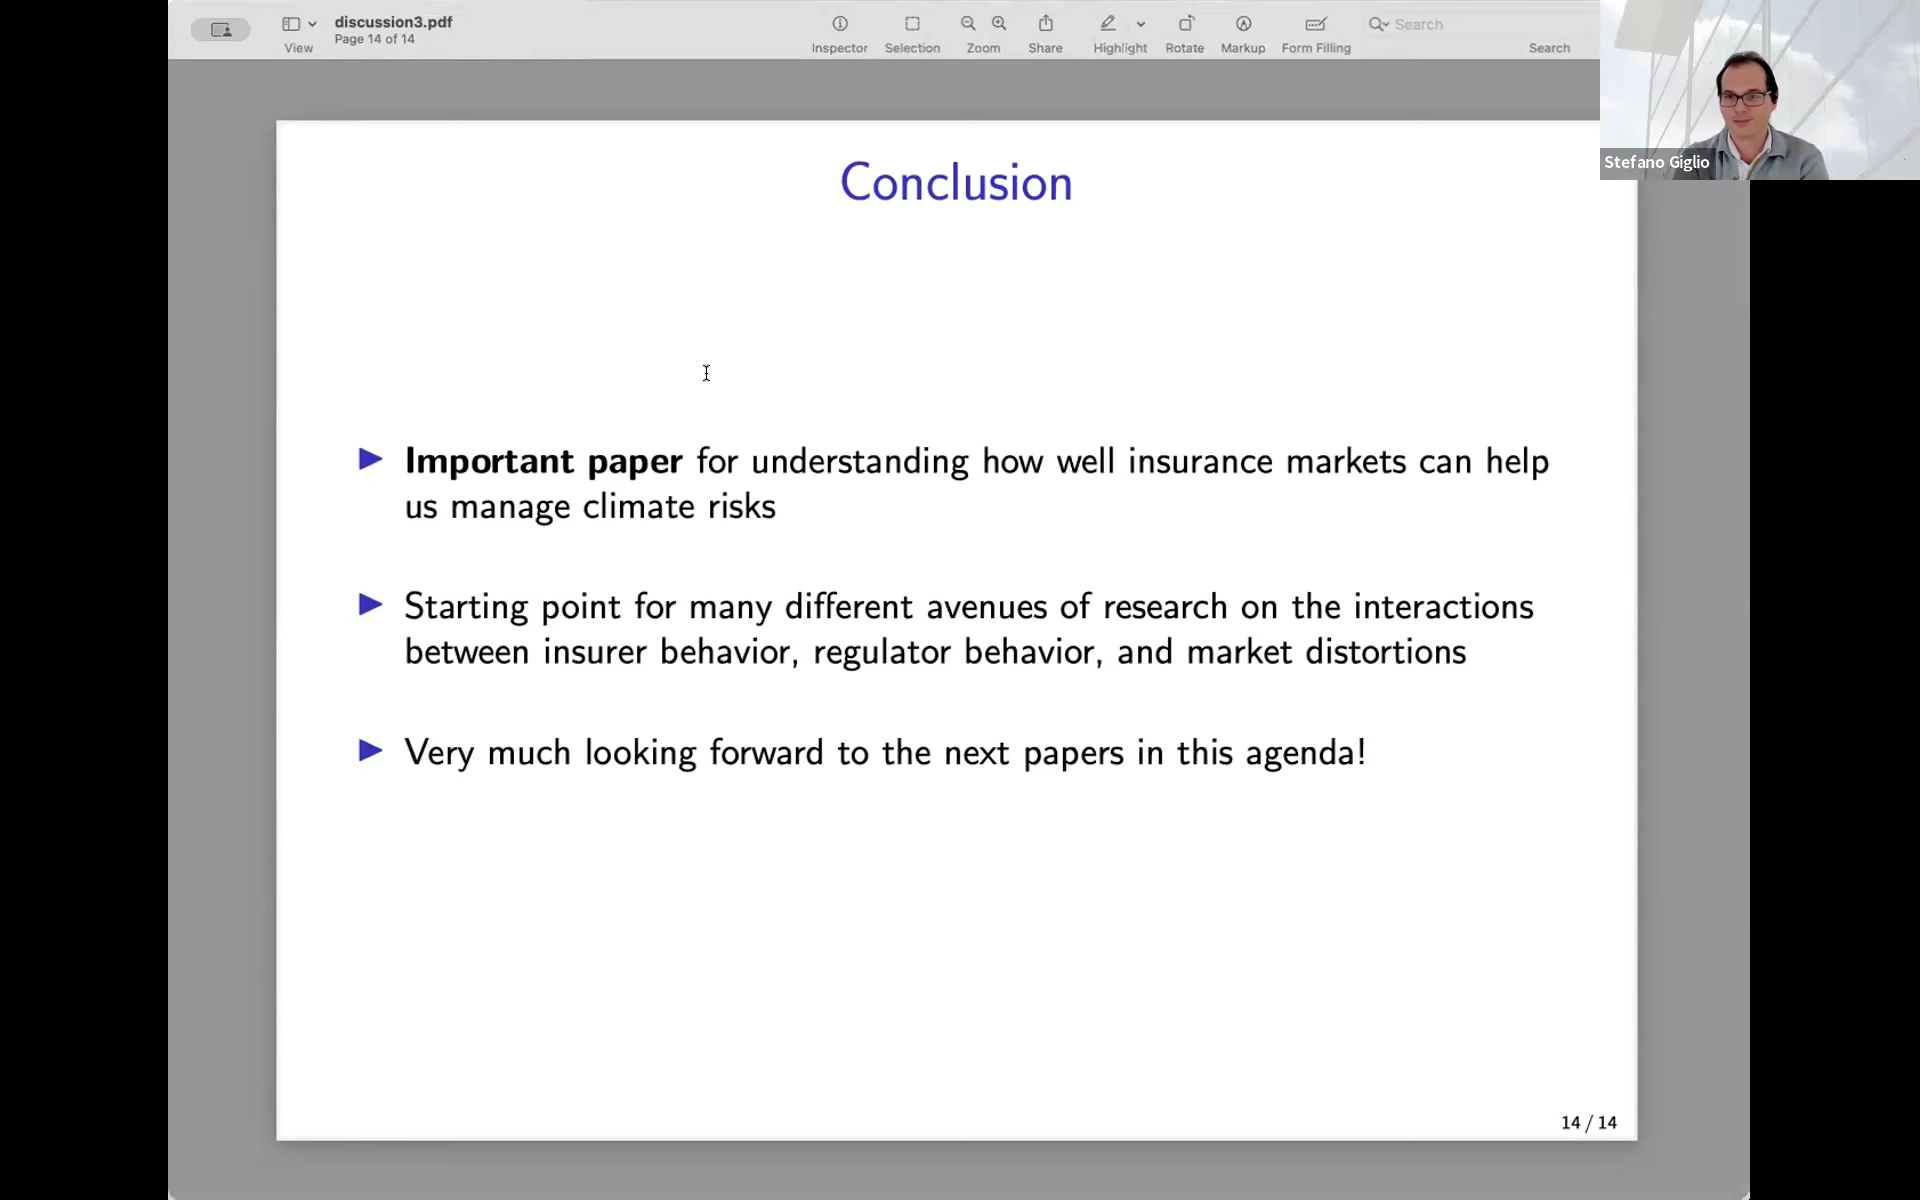 discussion3.pdf
Page 14 of 14
View
Inspector
Selection
Zoom
Share
Highlight
Rotate
Markup
Form Filling
Search
Search
Stefano Giglio
Conclusion
Important paper for understanding how well insurance markets can help
us manage climate risks
Starting point for many different avenues of research on the interactions
between insurer behavior, regulator behavior, and market distortions
Very much looking forward to the next papers in this agenda!
14 / 14